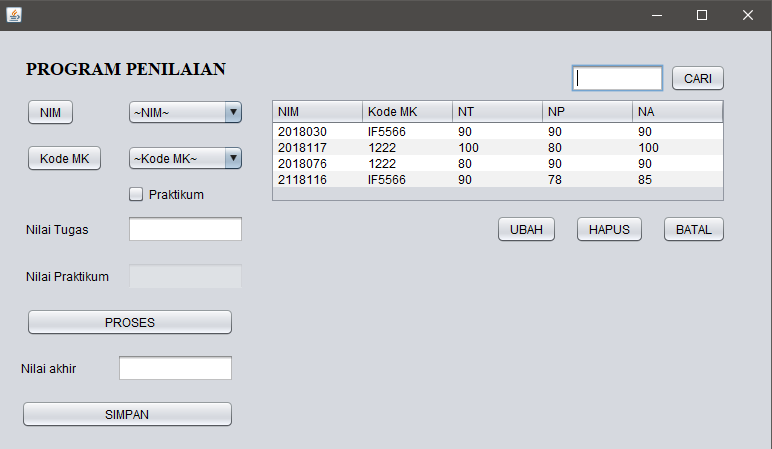 PROGRAM PENILAIAN
CARI
NIM ~NIM~
Kode MK ~Kode MK~
Praktikum
Nilai Tugas
Nilai Praktikum
PROSES
Nilai akhir
SIMPAN
NIM Kode MK NT NP NA
2018030 IF5566 90 90 90
2018117 1222 100 80 100
2018076 1222 80 90 90
2118116 IF5566 90 78 85
UBAH HAPUS BATAL